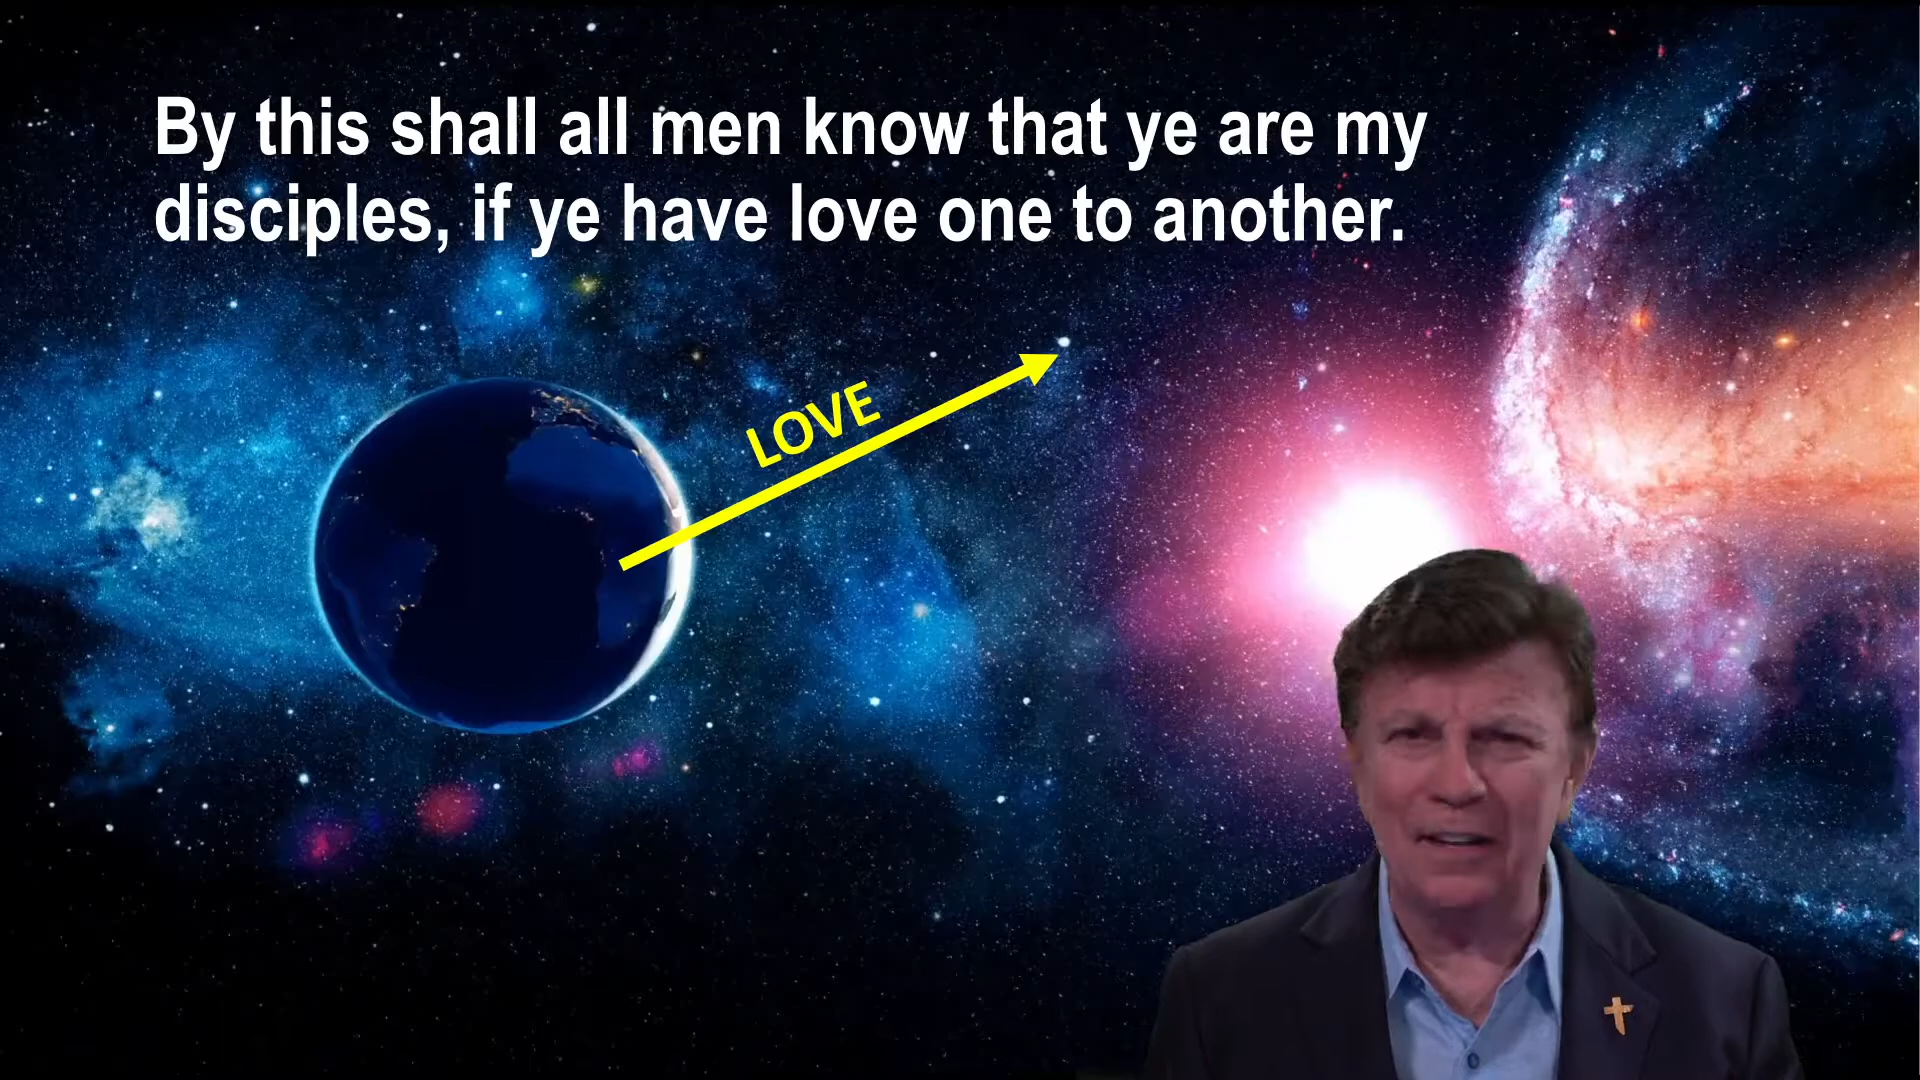 By this shall all men know that ye are my
disciples, if ye have love one to another.
LOVE